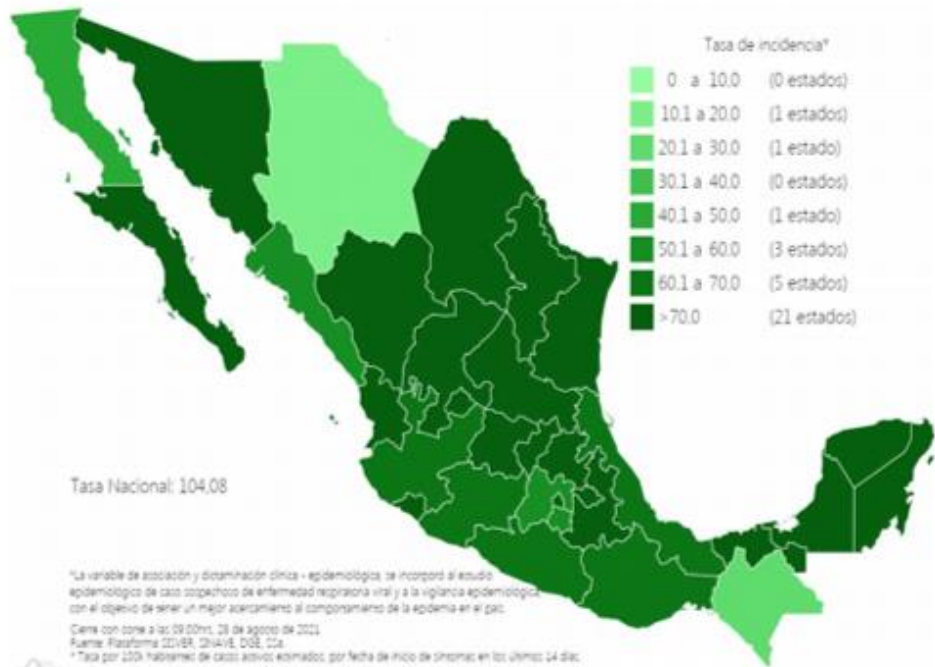 Tasa de incidencia*
0 a 10.0 (0 estados)
10.1 a 20.0 (1 estados)
20.1 a 30.0 (1 estado)
30.1 a 40.0 (0 estados)
40.1 a 50.0 (1 estado)
50.1 a 60.0 (3 estados)
60.1 a 70.0 (5 estados)
>70.0 (21 estados)
Tasa Nacional: 104.08
*La variable de asociación y dictaminación clínica - epidemiológica, se incorporó al estudio
epidemiológico de caso sospechoso de enfermedad respiratoria viral y a la vigilancia epidemiológica,
con el objetivo de tener un mejor acercamiento al comportamiento de la epidemia en el país.
Cierre con corte a las 09:00hrs, 28 de agosto de 2021
Fuente: Plataforma SISVER, SINAVE, DGE, SSa.
* Tasa por 100k habitantes de casos activos estimados, por fecha de inicio de síntomas en los últimos 14 días